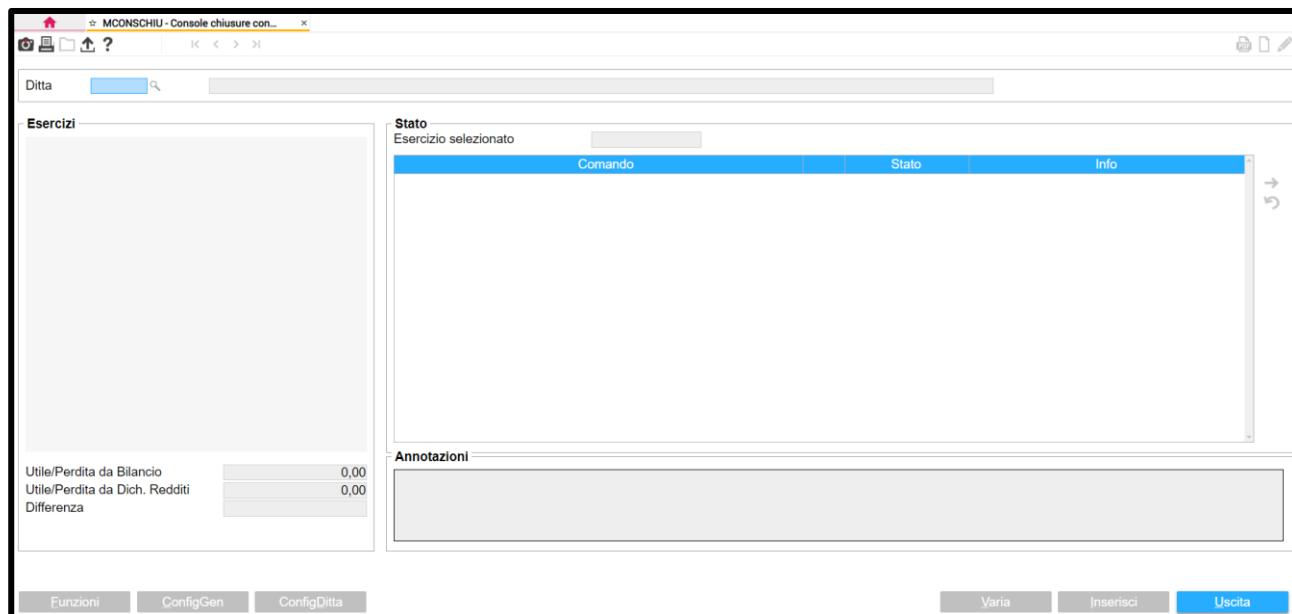 MCONSCHIU - Console chiusure con...
Ditta
Esercizi
Stato
Esercizio selezionato
Comando Stato Info
Utile/Perdita da Bilancio 0,00
Utile/Perdita da Dich. Redditi 0,00
Differenza
Annotazioni
Funzioni ConfigGen ConfigDitta Varia Inserisci Uscita